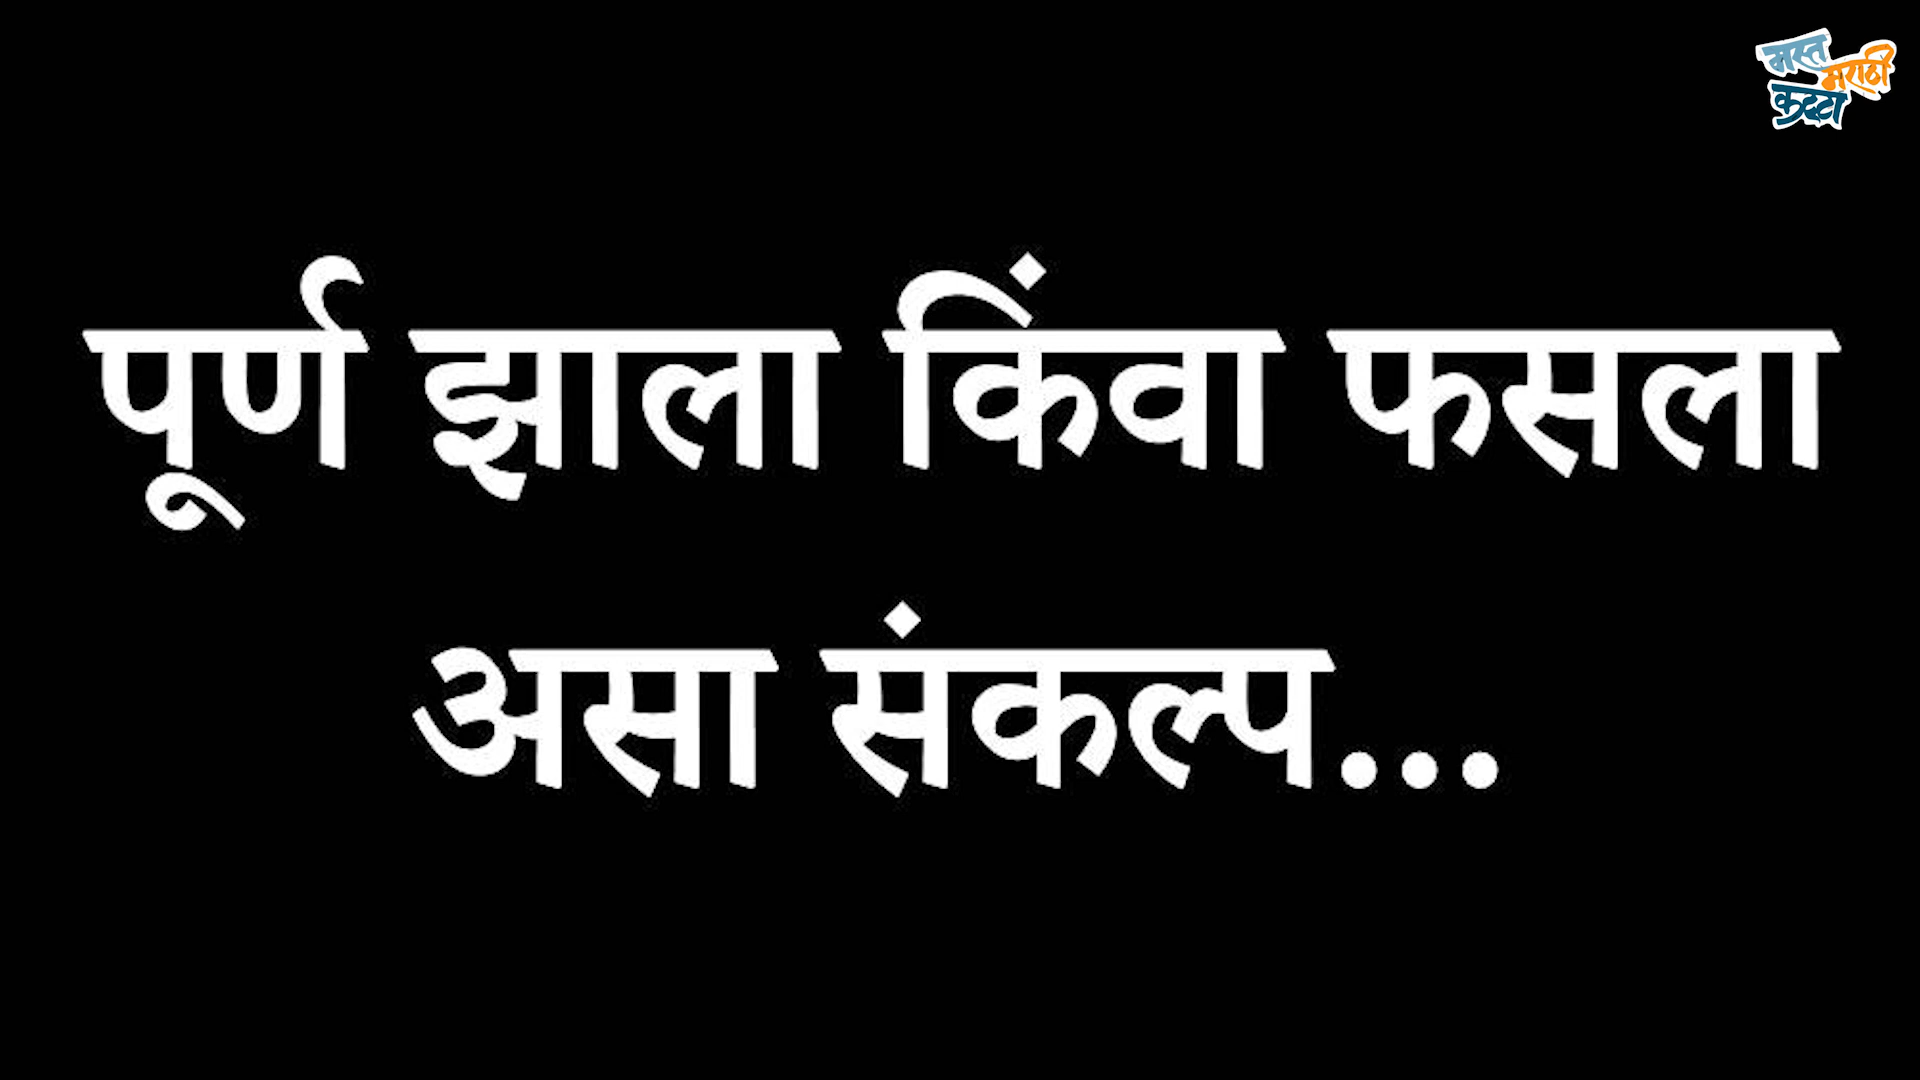 मस्त
मराठी
कट्टा
पूर्ण झाला किंवा फसला
असा संकल्प...